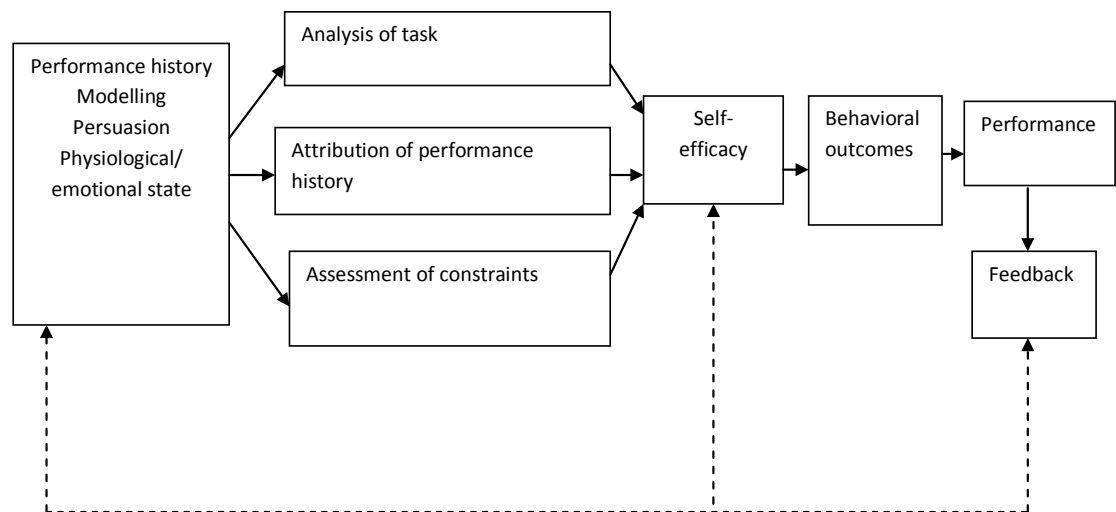 Performance history
Modelling
Persuasion
Physiological/
emotional state
Analysis of task
Attribution of performance
history
Assessment of constraints
Self-
efficacy
Behavioral
outcomes
Performance
Feedback